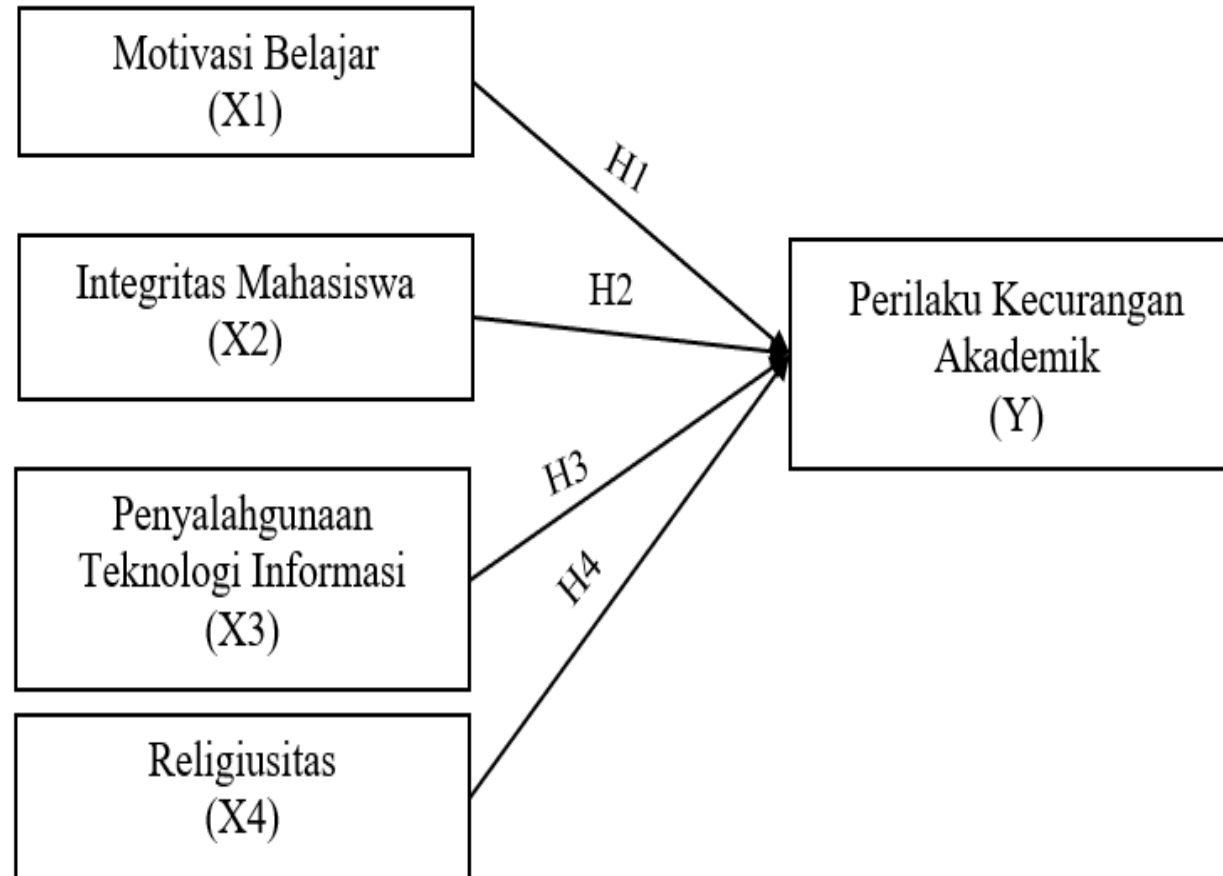 Motivasi Belajar
(X1)
H1
Integritas Mahasiswa
(X2)
H2
Perilaku Kecurangan
Akademik
(Y)
Penyalahgunaan
Teknologi Informasi
(X3)
H3
H4
Religiusitas
(X4)